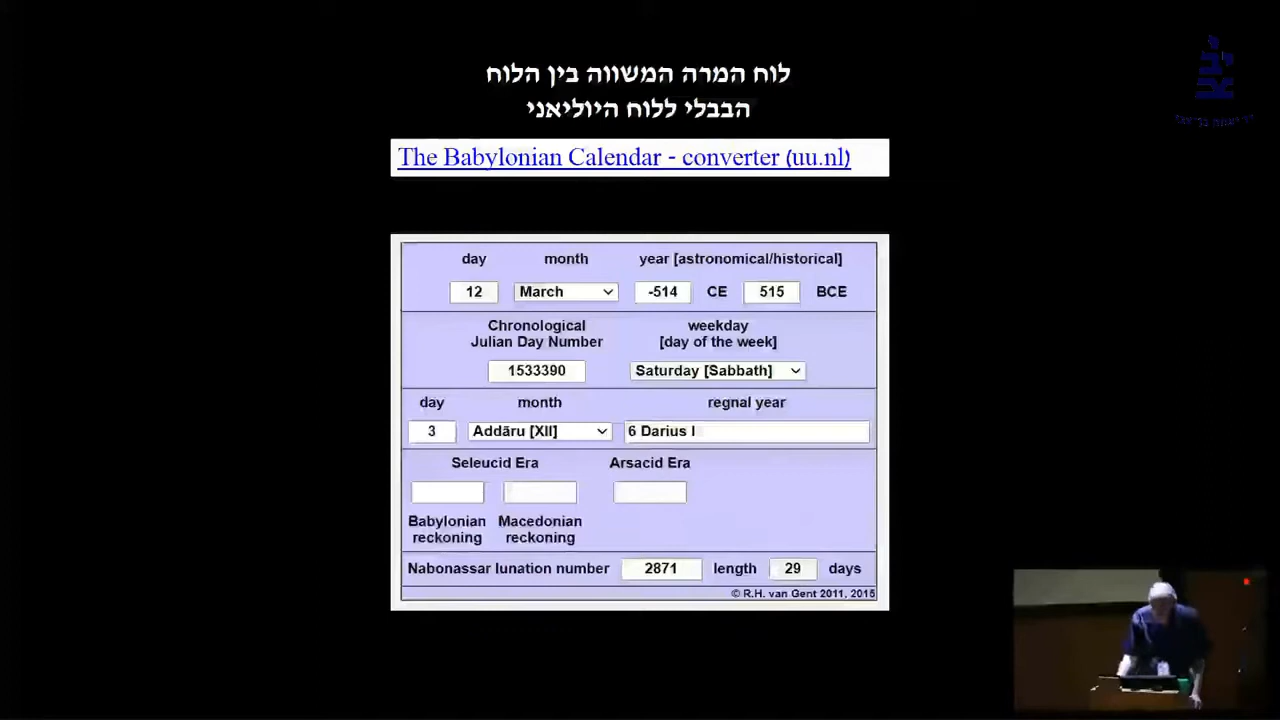 לוח המרה המשווה בין הלוח
הבבלי ללוח היוליאני
The Babylonian Calendar - converter (uu.nl)
day month year [astronomical/historical]
12 March -514 CE 515 BCE
Chronological
Julian Day Number
weekday
[day of the week]
1533390 Saturday [Sabbath]
day month regnal year
3 Addāru [XII] 6 Darius I
Seleucid Era Arsacid Era
Babylonian
reckoning
Macedonian
reckoning
Nabonassar lunation number 2871 length 29 days
© R.H. van Gent 2011, 2015